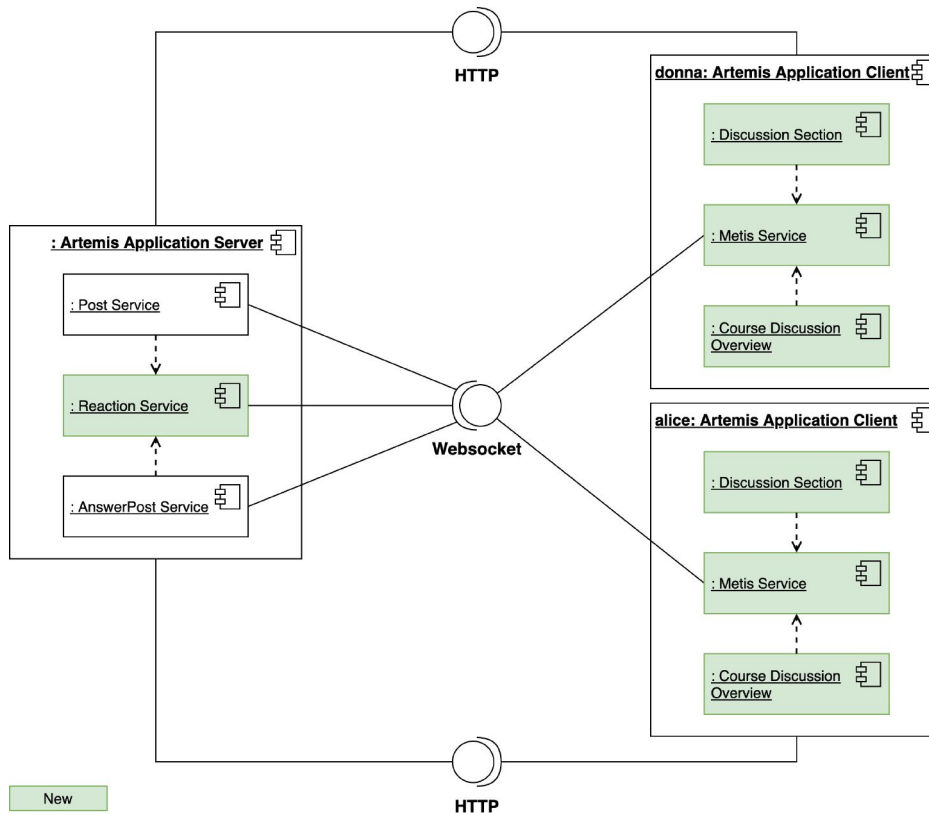 HTTP
donna: Artemis Application Client
: Discussion Section
: Metis Service
: Course Discussion
Overview
: Artemis Application Server
: Post Service
: Reaction Service
: AnswerPost Service
Websocket
alice: Artemis Application Client
: Discussion Section
: Metis Service
: Course Discussion
Overview
HTTP
New